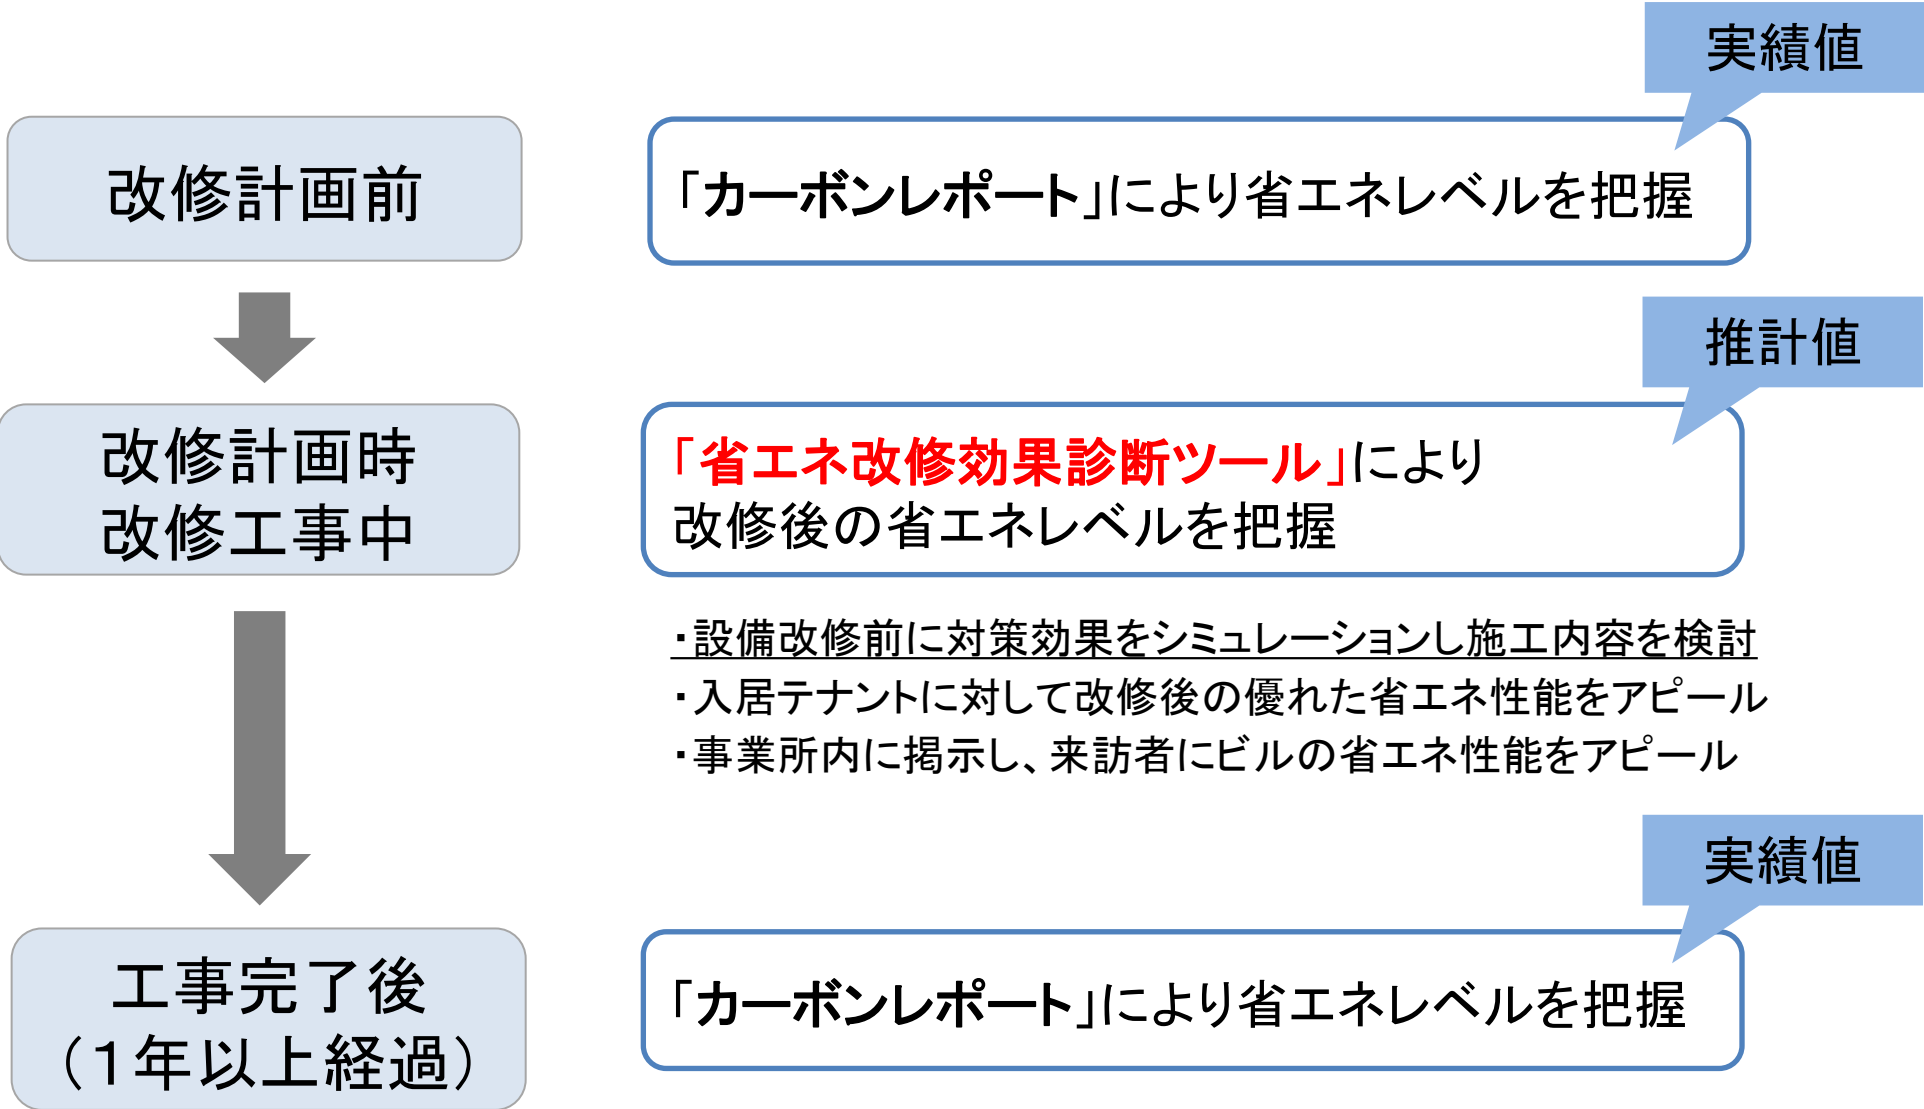 実績値
改修計画前
「カーボンレポート」により省エネレベルを把握
推計値
改修計画時
改修工事中
「省エネ改修効果診断ツール」により
改修後の省エネレベルを把握
・設備改修前に対策効果をシミュレーションし施工内容を検討
・入居テナントに対して改修後の優れた省エネ性能をアピール
・事業所内に掲示し、来訪者にビルの省エネ性能をアピール
実績値
工事完了後
（１年以上経過）
「カーボンレポート」により省エネレベルを把握